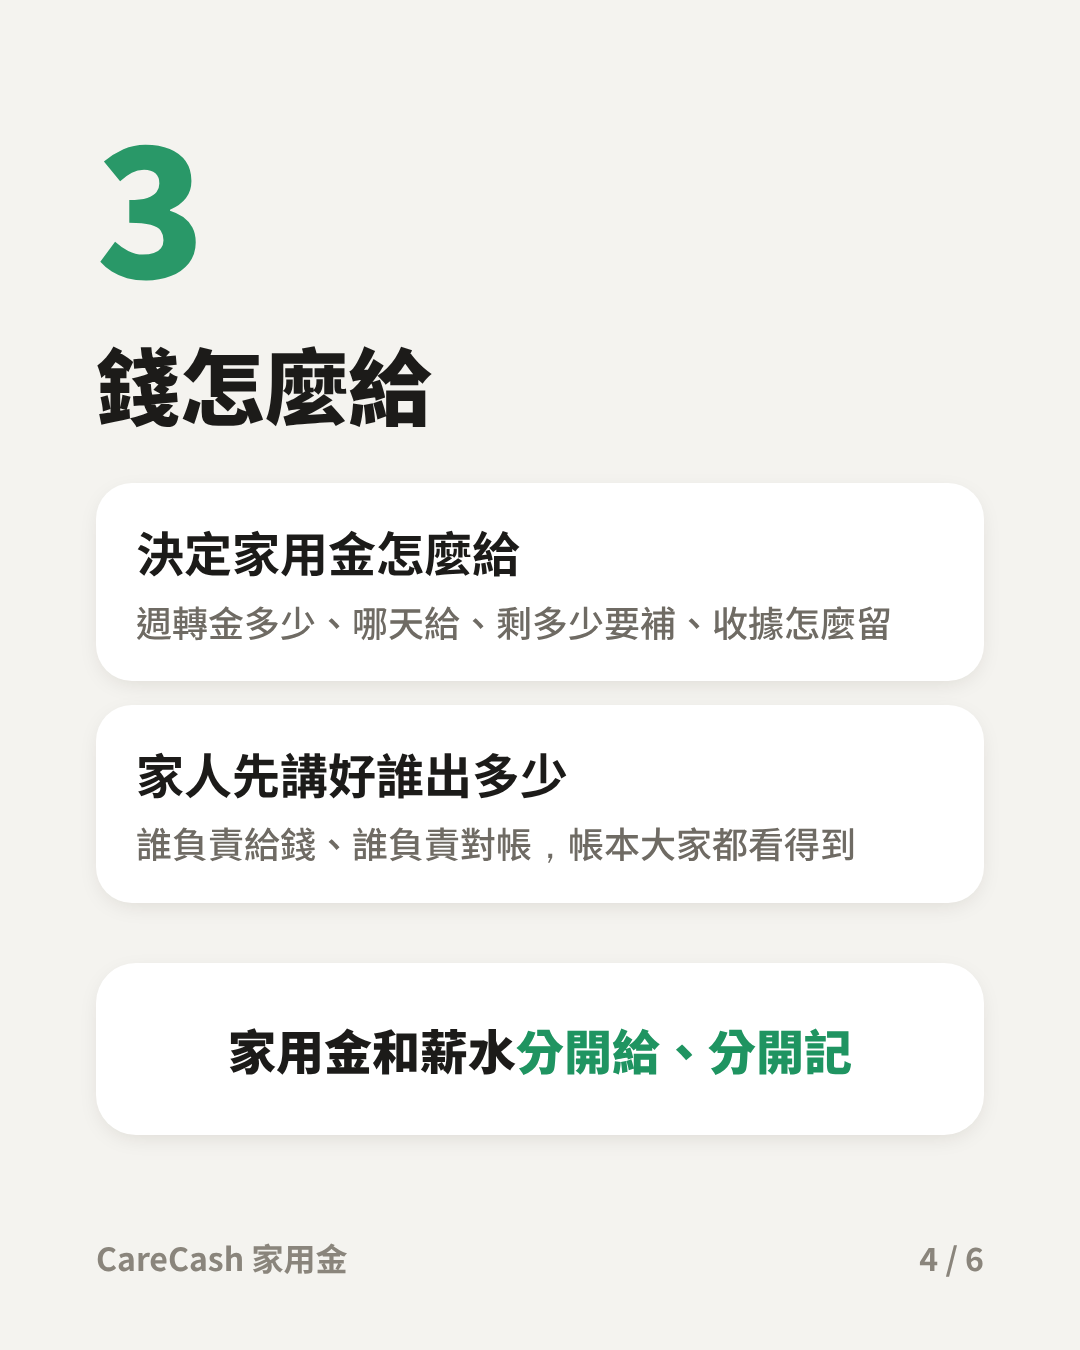 3
錢怎麼給
決定家用金怎麼給
週轉金多少、哪天給、剩多少要補、收據怎麼留
家人先講好誰出多少
誰負責給錢、誰負責對帳，帳本大家都看得到
家用金和薪水分開給、分開記
CareCash 家用金
4 / 6